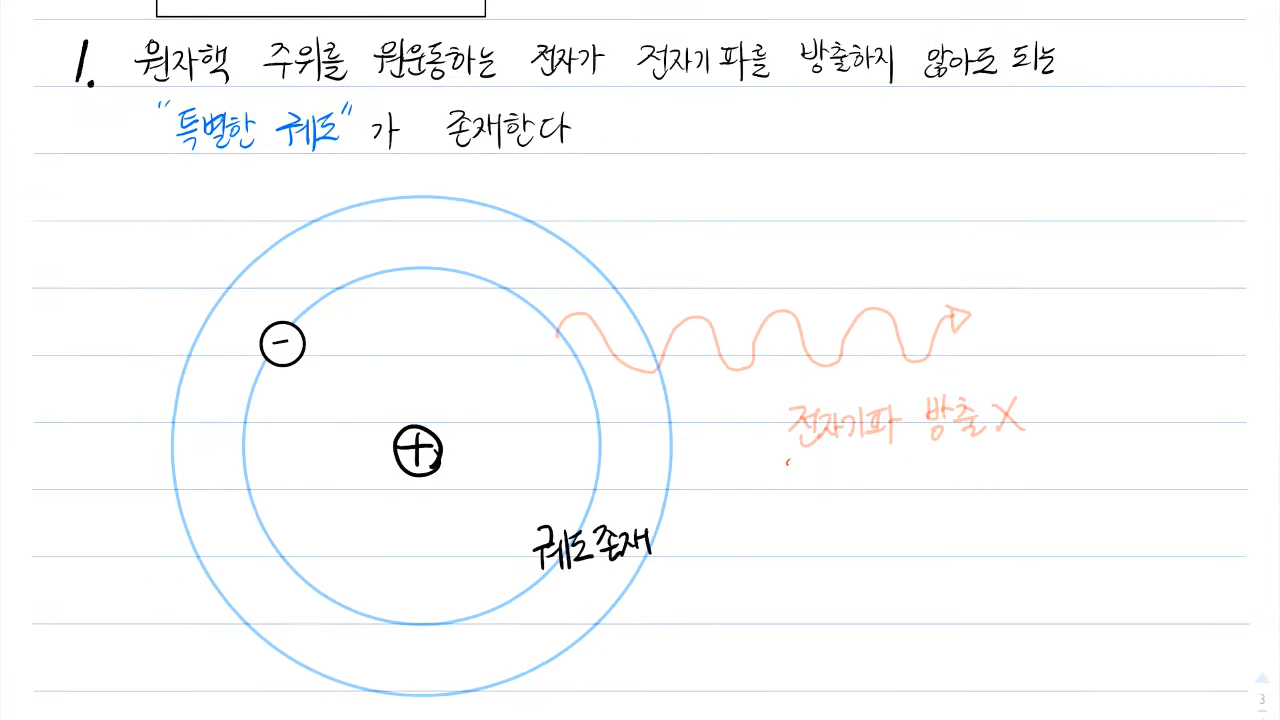 1. 원자핵 주위를 원운동하는 전자가 전자기파를 방출하지 않아도 되는
"특별한 궤도"가 존재한다
-
전자기파 방출 X
+
궤도존재
3